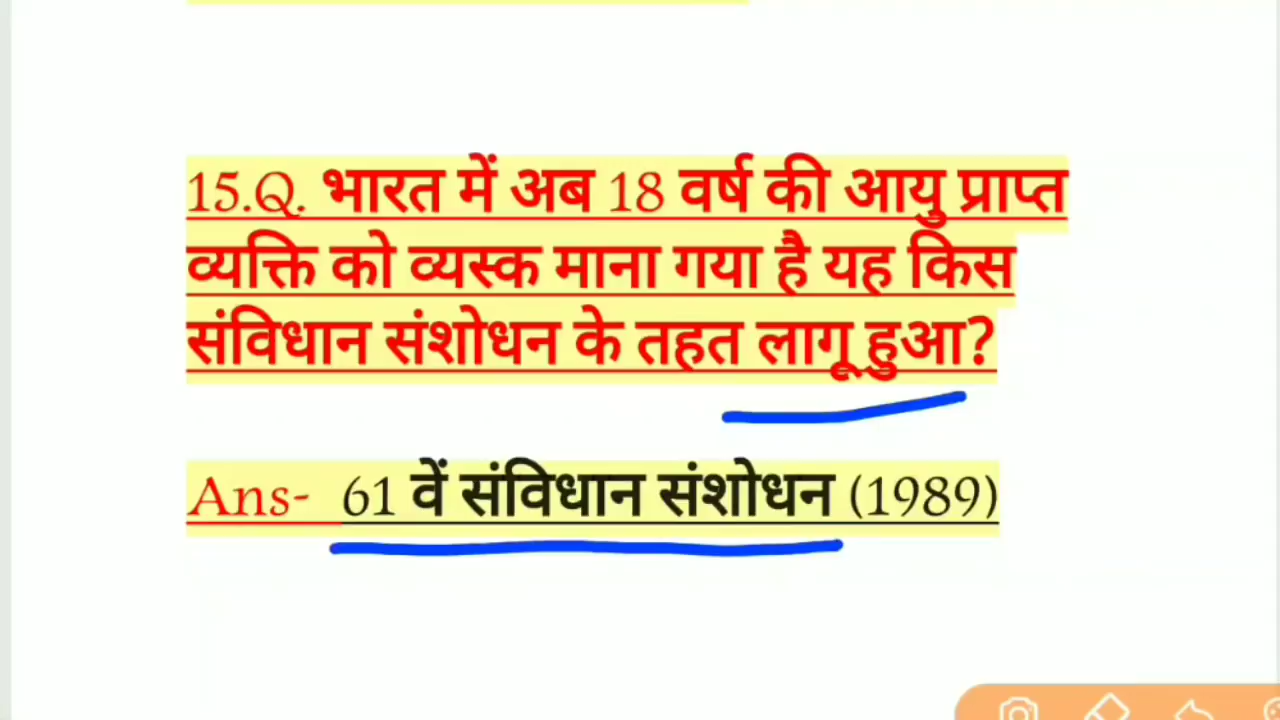 15.Q. भारत में अब 18 वर्ष की आयु प्राप्त
व्यक्ति को व्यस्क माना गया है यह किस
संविधान संशोधन के तहत लागू हुआ?
Ans- 61 वें संविधान संशोधन (1989)